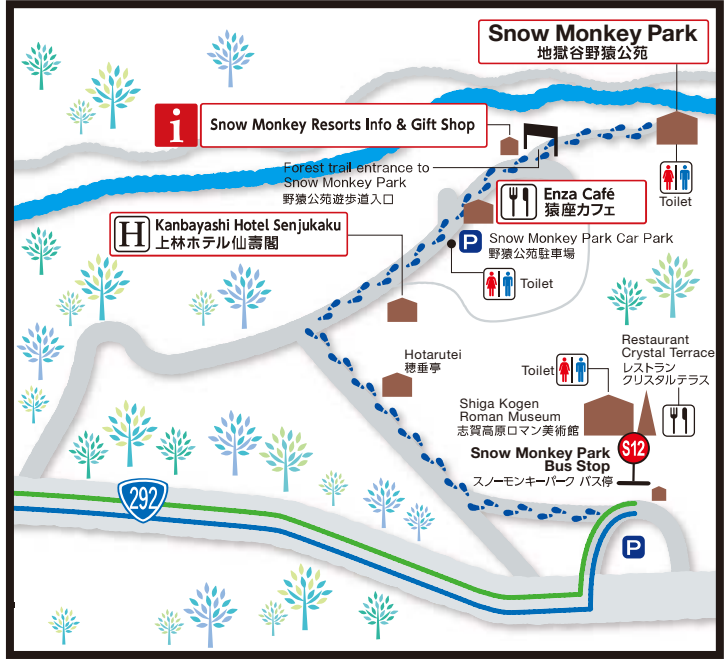 Snow Monkey Park
地獄谷野猿公苑
i
Snow Monkey Resorts Info & Gift Shop
Forest trail entrance to
Snow Monkey Park
野猿公苑遊歩道入口
Toilet
Enza Café
猿座カフェ
H
Kanbayashi Hotel Senjukaku
上林ホテル仙壽閣
P
Snow Monkey Park Car Park
野猿公苑駐車場
Toilet
Hotarutei
穂垂亭
Restaurant
Crystal Terrace
レストラン
クリスタルテラス
Toilet
Shiga Kogen
Roman Museum
志賀高原ロマン美術館
S12
Snow Monkey Park
Bus Stop
スノーモンキーパーク バス停
292
P